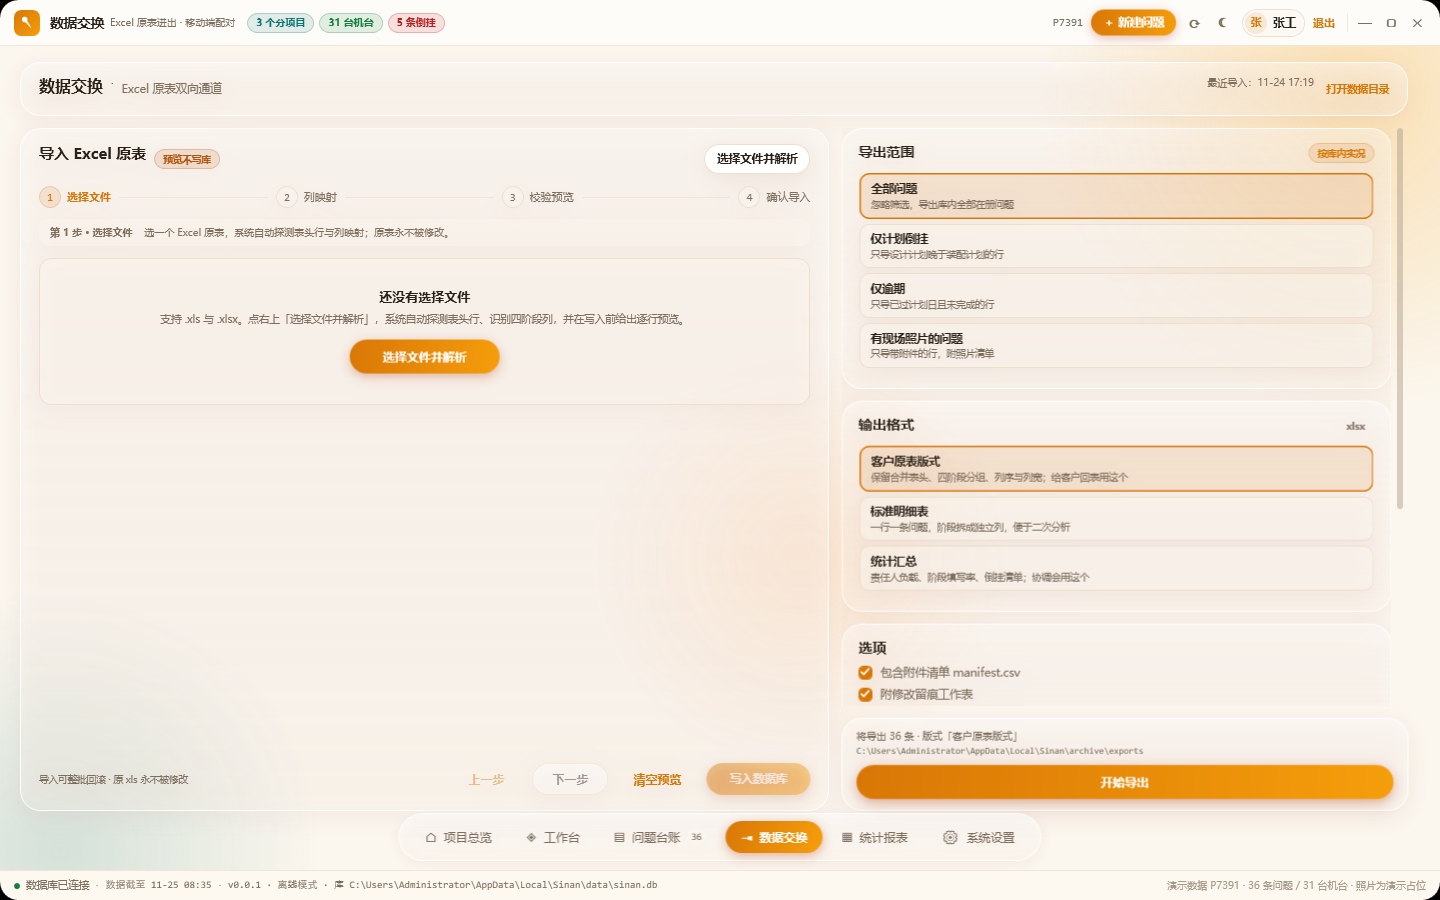 数据交换 Excel 原表进出 · 移动端配对 3 个分项目 31 台机台 5 条倒挂 P7391 + 新建问题 张 张工 退出
数据交换 · Excel 原表双向通道 最近导入：11-24 17:19 打开数据目录
导入 Excel 原表 预览不写库 选择文件并解析
1 选择文件 2 列映射 3 校验预览 4 确认导入
第 1 步 • 选择文件 选一个 Excel 原表，系统自动探测表头行与列映射；原表永不被修改。
还没有选择文件
支持 .xls 与 .xlsx。点右上「选择文件并解析」，系统自动探测表头行、识别四阶段列，并在写入前给出逐行预览。
选择文件并解析
导入可整批回滚 · 原 xls 永不被修改 上一步 下一步 清空预览 写入数据库
导出范围 按库内实况
全部问题
忽略筛选，导出库内全部在册问题
仅计划倒挂
只导设计计划晚于装配计划的行
仅逾期
只导已过计划日且未完成的行
有现场照片的问题
只导带附件的行，附照片清单
输出格式 xlsx
客户原表版式
保留合并表头、四阶段分组、列序与列宽；给客户回表用这个
标准明细表
一行一条问题，阶段拆成独立列，便于二次分析
统计汇总
责任人负载、阶段填写率、倒挂清单；协调会用这个
选项
包含附件清单 manifest.csv
附修改留痕工作表
将导出 36 条 · 版式「客户原表版式」
C:\Users\Administrator\AppData\Local\Sinan\archive\exports
开始导出
项目总览 工作台 问题台账 36 数据交换 统计报表 系统设置
数据库已连接 · 数据截至 11-25 08:35 · v0.0.1 · 离线模式 · 库 C:\Users\Administrator\AppData\Local\Sinan\data\sinan.db 演示数据 P7391 · 36 条问题 / 31 台机台 · 照片为演示占位